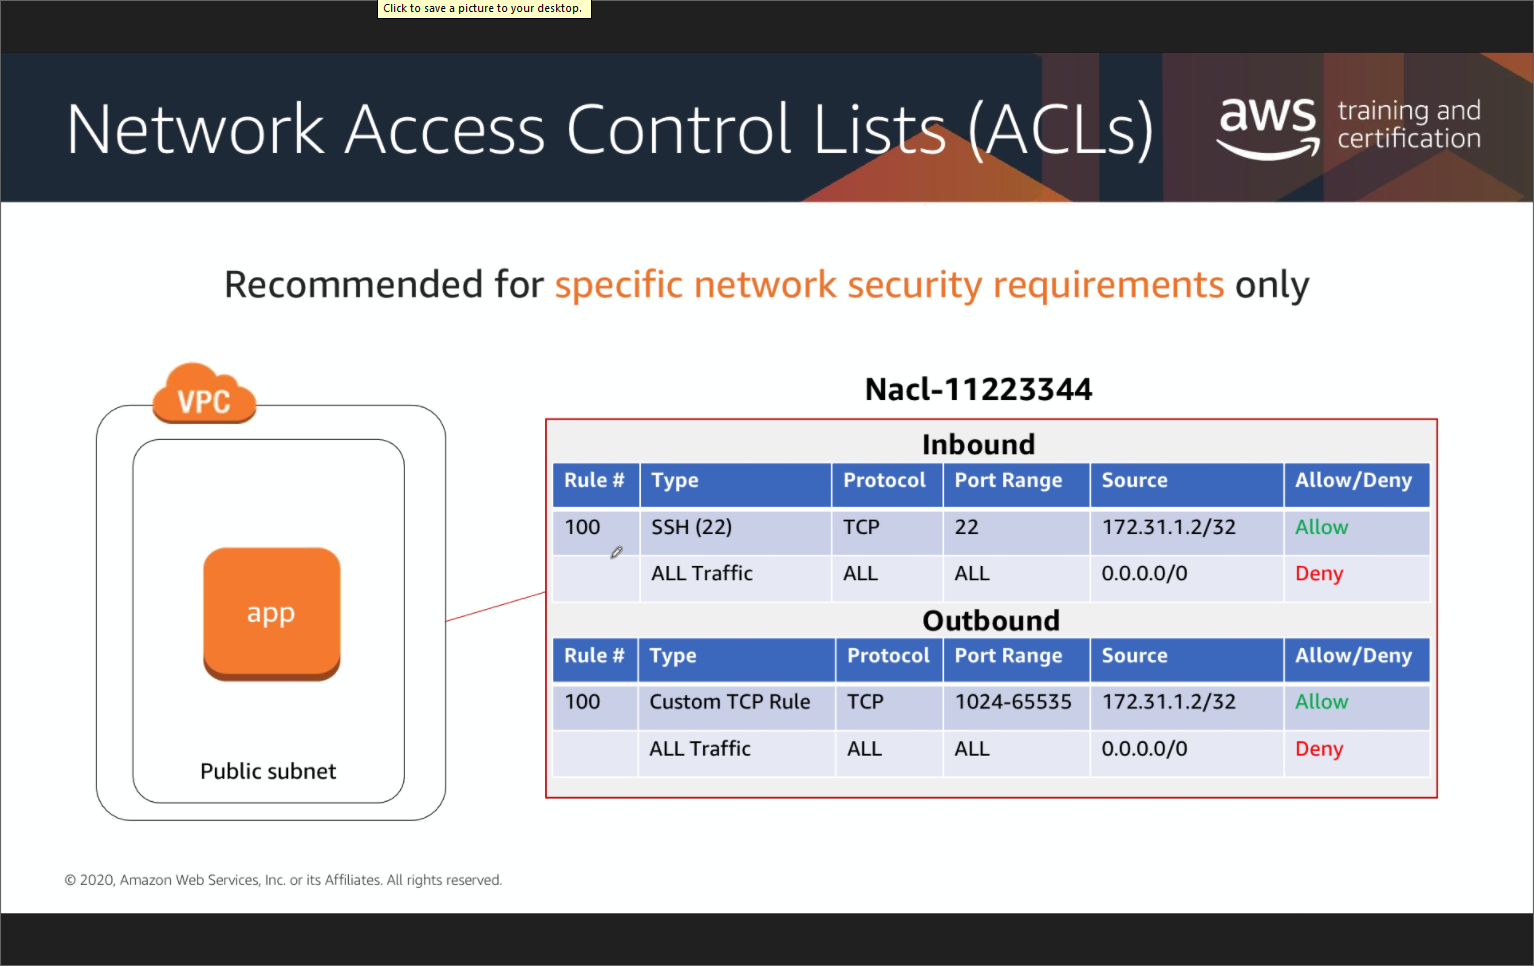 Click to save a picture to your desktop.
Network Access Control Lists (ACLs)
aws training and
certification
Recommended for specific network security requirements only
VPC
app
Public subnet
Nacl-11223344
Inbound
Rule # Type Protocol Port Range Source Allow/Deny
100 SSH (22) TCP 22 172.31.1.2/32 Allow
ALL Traffic ALL ALL 0.0.0.0/0 Deny
Outbound
Rule # Type Protocol Port Range Source Allow/Deny
100 Custom TCP Rule TCP 1024-65535 172.31.1.2/32 Allow
ALL Traffic ALL ALL 0.0.0.0/0 Deny
© 2020, Amazon Web Services, Inc. or its Affiliates. All rights reserved.